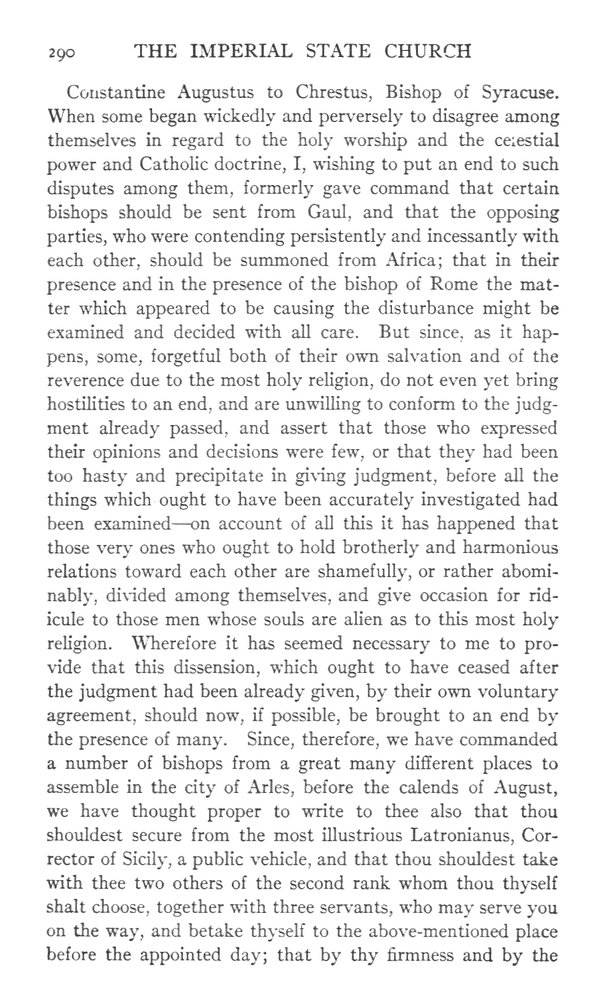 290 THE IMPERIAL STATE CHURCH
Constantine Augustus to Chrestus, Bishop of Syracuse.
When some began wickedly and perversely to disagree among
themselves in regard to the holy worship and the celestial
power and Catholic doctrine, I, wishing to put an end to such
disputes among them, formerly gave command that certain
bishops should be sent from Gaul, and that the opposing
parties, who were contending persistently and incessantly with
each other, should be summoned from Africa; that in their
presence and in the presence of the bishop of Rome the mat-
ter which appeared to be causing the disturbance might be
examined and decided with all care. But since, as it hap-
pens, some, forgetful both of their own salvation and of the
reverence due to the most holy religion, do not even yet bring
hostilities to an end, and are unwilling to conform to the judg-
ment already passed, and assert that those who expressed
their opinions and decisions were few, or that they had been
too hasty and precipitate in giving judgment, before all the
things which ought to have been accurately investigated had
been examined—on account of all this it has happened that
those very ones who ought to hold brotherly and harmonious
relations toward each other are shamefully, or rather abomi-
nably, divided among themselves, and give occasion for rid-
icule to those men whose souls are alien as to this most holy
religion. Wherefore it has seemed necessary to me to pro-
vide that this dissension, which ought to have ceased after
the judgment had been already given, by their own voluntary
agreement, should now, if possible, be brought to an end by
the presence of many. Since, therefore, we have commanded
a number of bishops from a great many different places to
assemble in the city of Arles, before the calends of August,
we have thought proper to write to thee also that thou
shouldest secure from the most illustrious Latronianus, Cor-
rector of Sicily, a public vehicle, and that thou shouldest take
with thee two others of the second rank whom thou thyself
shalt choose, together with three servants, who may serve you
on the way, and betake thyself to the above-mentioned place
before the appointed day; that by thy firmness and by the